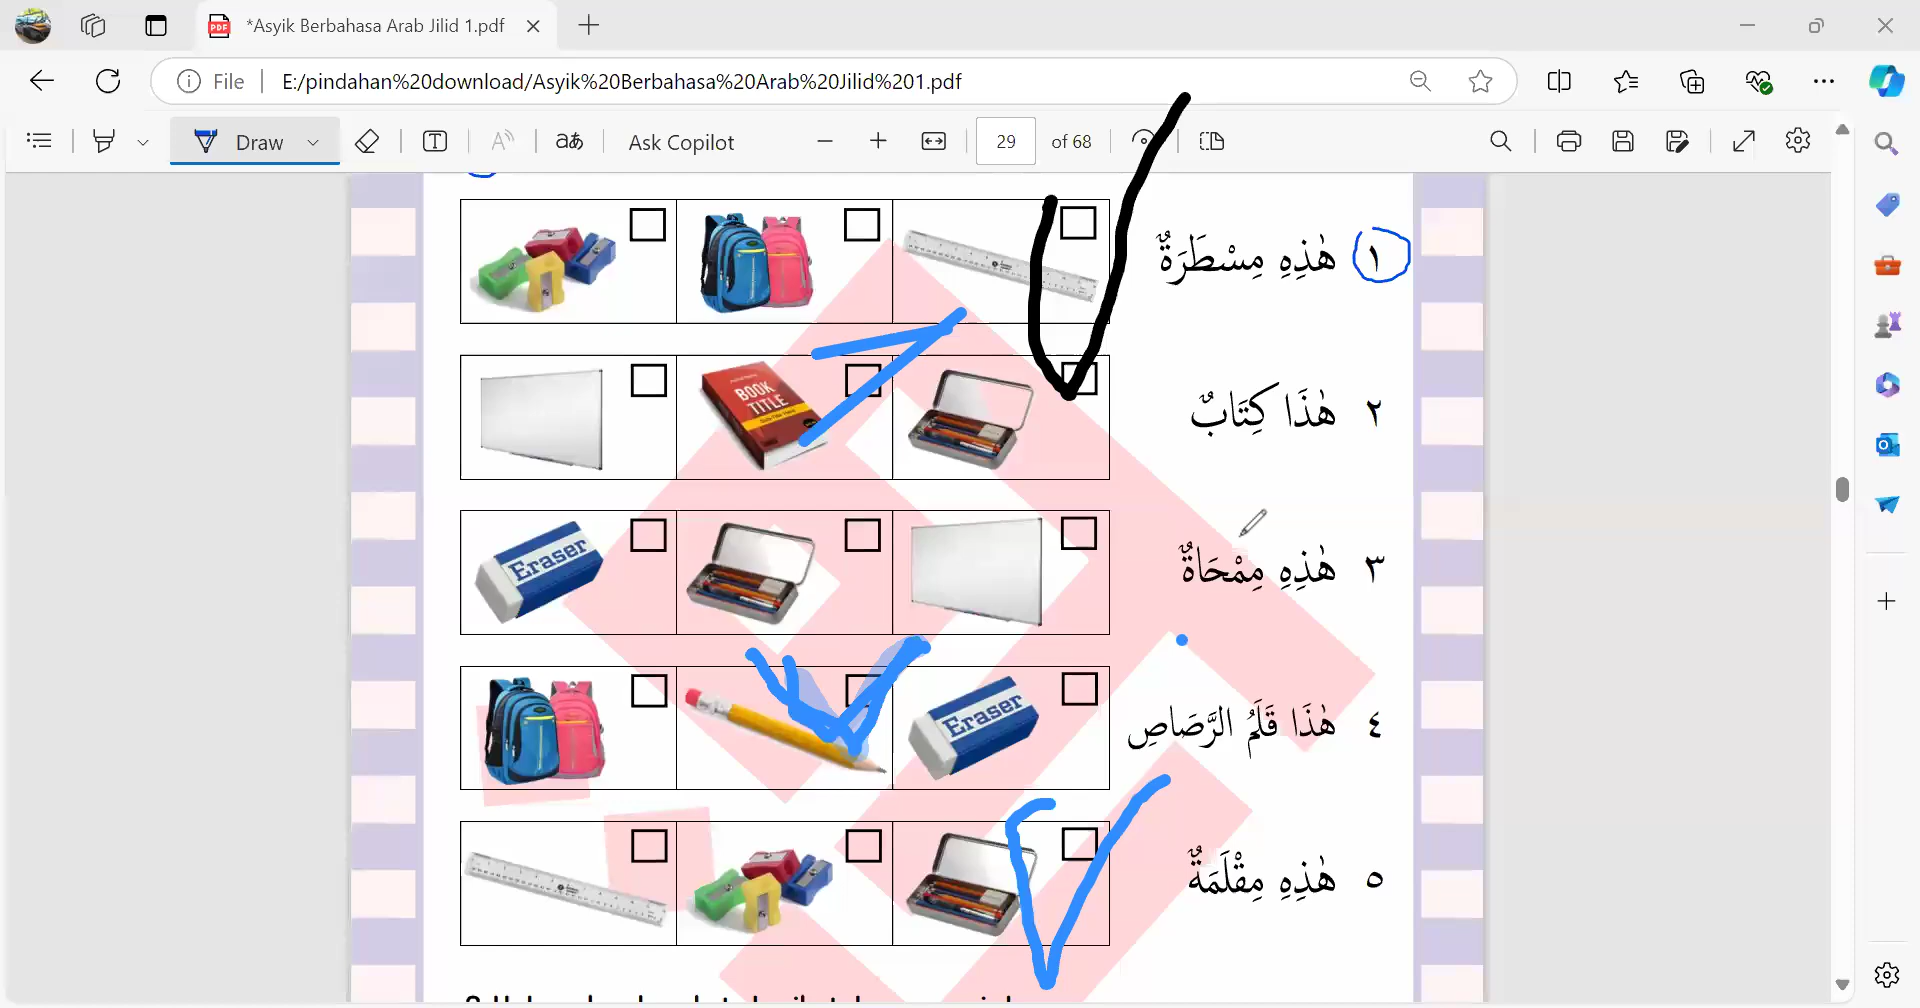 *Asyik Berbahasa Arab Jilid 1.pdf
File
E:/pindahan%20download/Asyik%20Berbahasa%20Arab%20Jilid%201.pdf
Draw
Ask Copilot
29 of 68
١ هٰذِهِ مِسْطَرَةٌ
BOOK TITLE
٢ هٰذَا كِتَابٌ
Eraser
٣ هٰذِهِ مِمْحَاةٌ
Eraser
٤ هٰذَا قَلَمُ الرَّصَاصِ
٥ هٰذِهِ مِقْلَمَةٌ